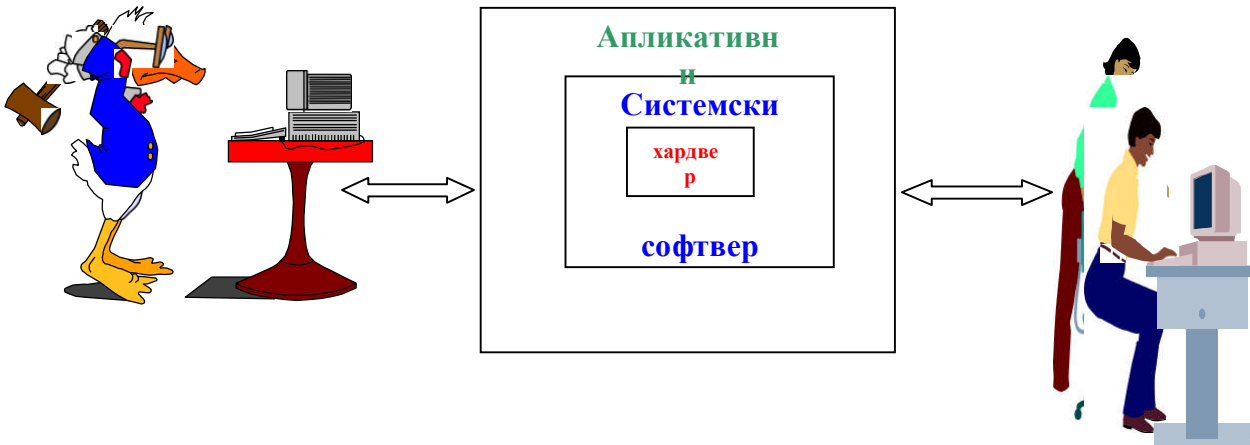 Апликативн
и
Системски
хардве
р
софтвер